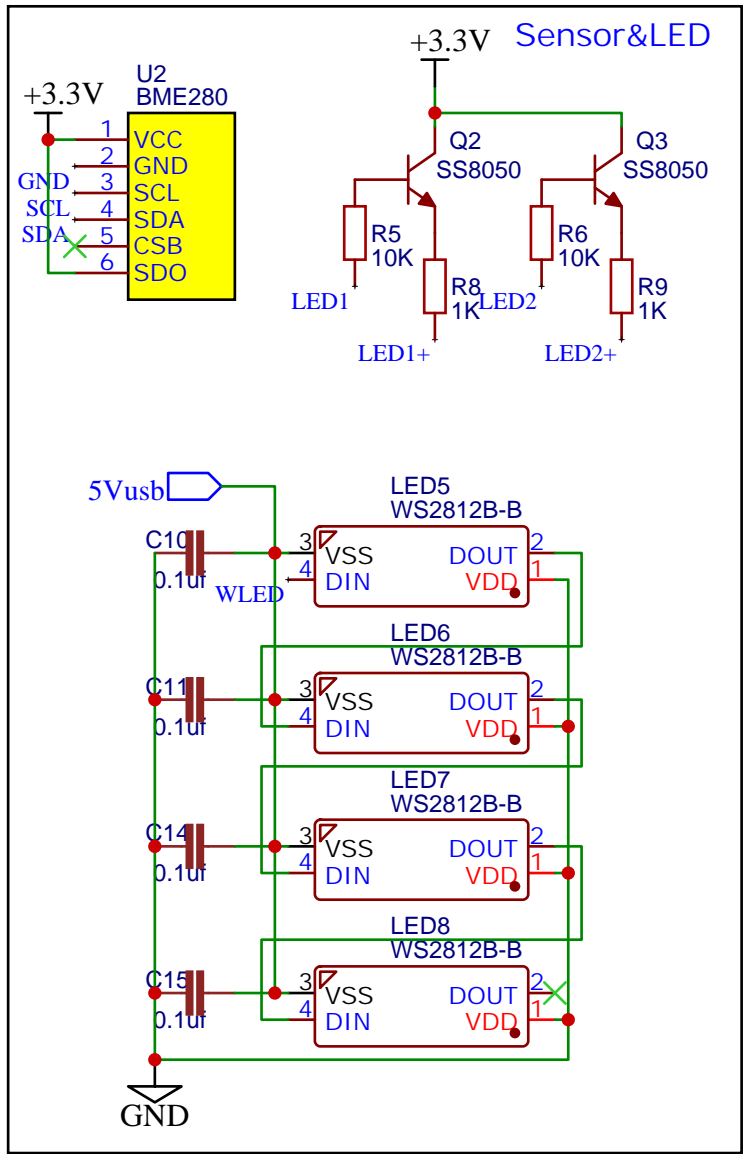 Sensor&LED
+3.3V
U2
BME280
+3.3V
1 VCC
2 GND
GND 3 SCL
SCL 4 SDA
SDA 5 CSB
6 SDO
Q2
SS8050
Q3
SS8050
R5
10K
R6
10K
LED1
R8
1K
LED2
R9
1K
LED1+
LED2+
5Vusb
LED5
WS2812B-B
C10
0.1uf
3 VSS DOUT 2
WLED 4 DIN VDD 1
LED6
WS2812B-B
C11
0.1uf
3 VSS DOUT 2
4 DIN VDD 1
LED7
WS2812B-B
C14
0.1uf
3 VSS DOUT 2
4 DIN VDD 1
LED8
WS2812B-B
C15
0.1uf
3 VSS DOUT 2
4 DIN VDD 1
GND